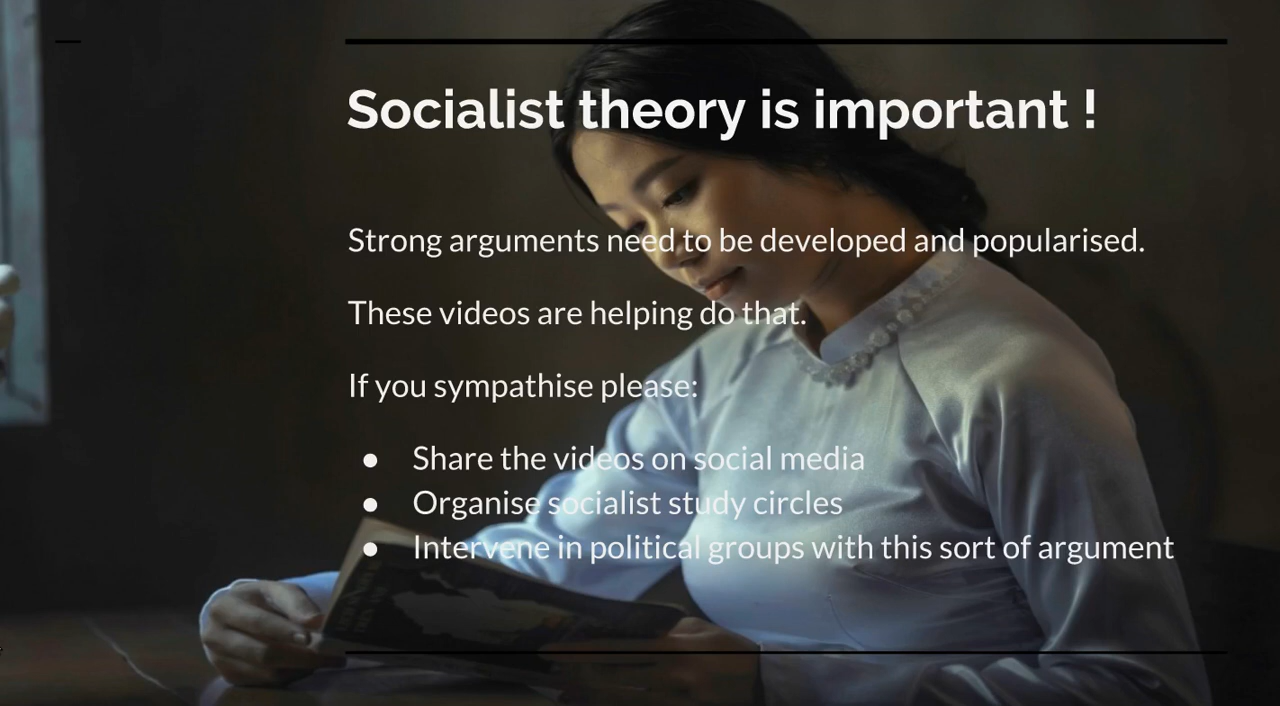 Socialist theory is important !
Strong arguments need to be developed and popularised.
These videos are helping do that.
If you sympathise please:
● Share the videos on social media
● Organise socialist study circles
● Intervene in political groups with this sort of argument